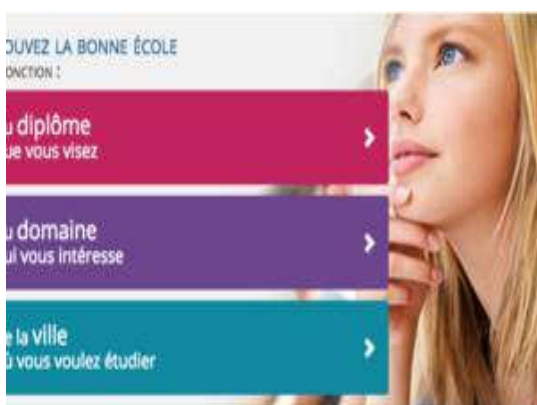 OUVEZ LA BONNE ÉCOLE
ONCTION :
u diplôme
ue vous visez
u domaine
ui vous intéresse
e la ville
ù vous voulez étudier